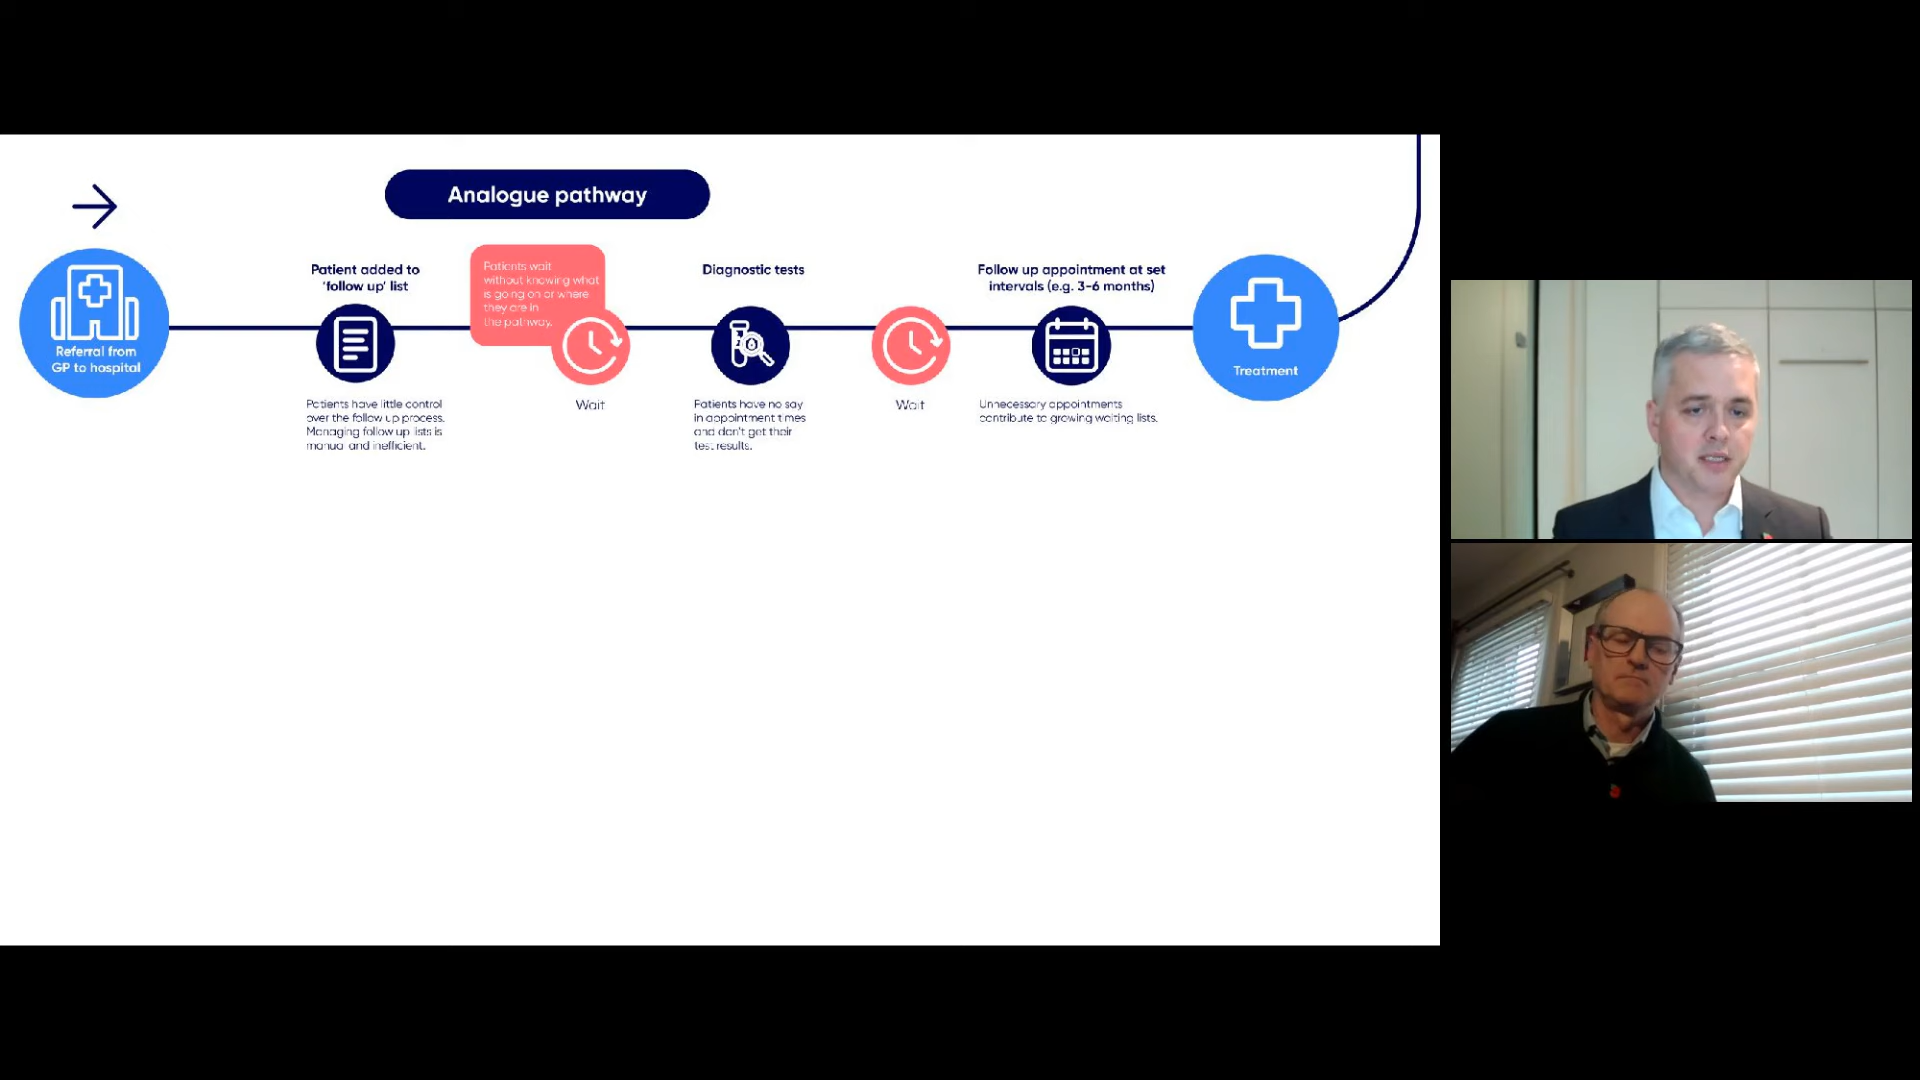 Analogue pathway
Referral from
GP to hospital
Patient added to
'follow up' list
Patients have little control
over the follow up process.
Managing follow up lists is
manual and inefficient.
Patients wait
without knowing what
is going on or where
they are in
the pathway.
Wait
Diagnostic tests
Patients have no say
in appointment times
and don't get their
test results.
Wait
Follow up appointment at set
intervals (e.g. 3-6 months)
Unnecessary appointments
contribute to growing waiting lists.
Treatment